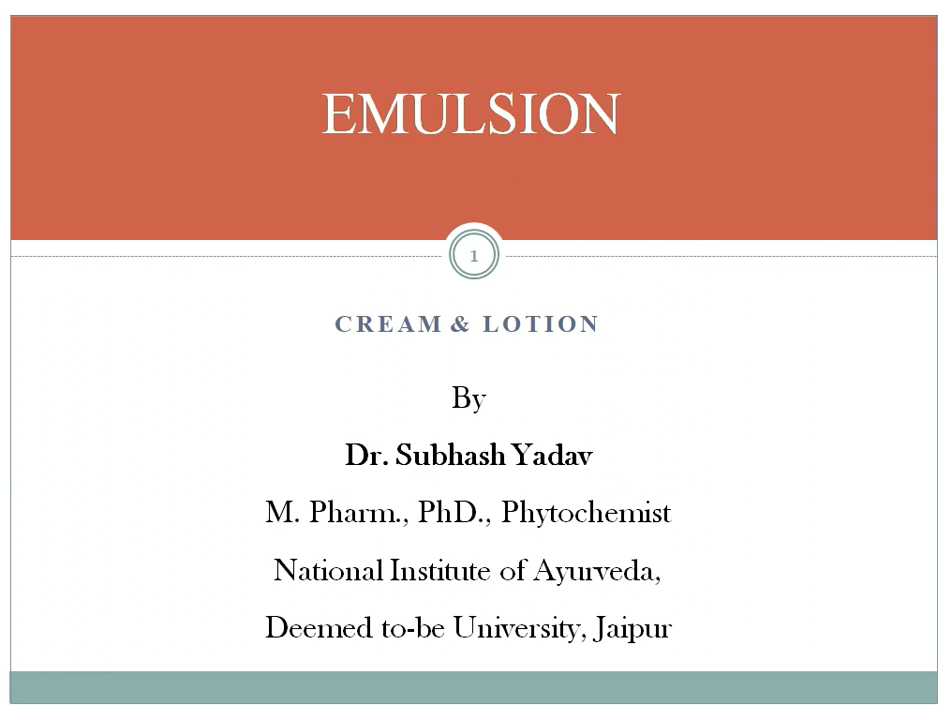 EMULSION
1
CREAM & LOTION
By
Dr. Subhash Yadav
M. Pharm., PhD., Phytochemist
National Institute of Ayurveda,
Deemed to-be University, Jaipur